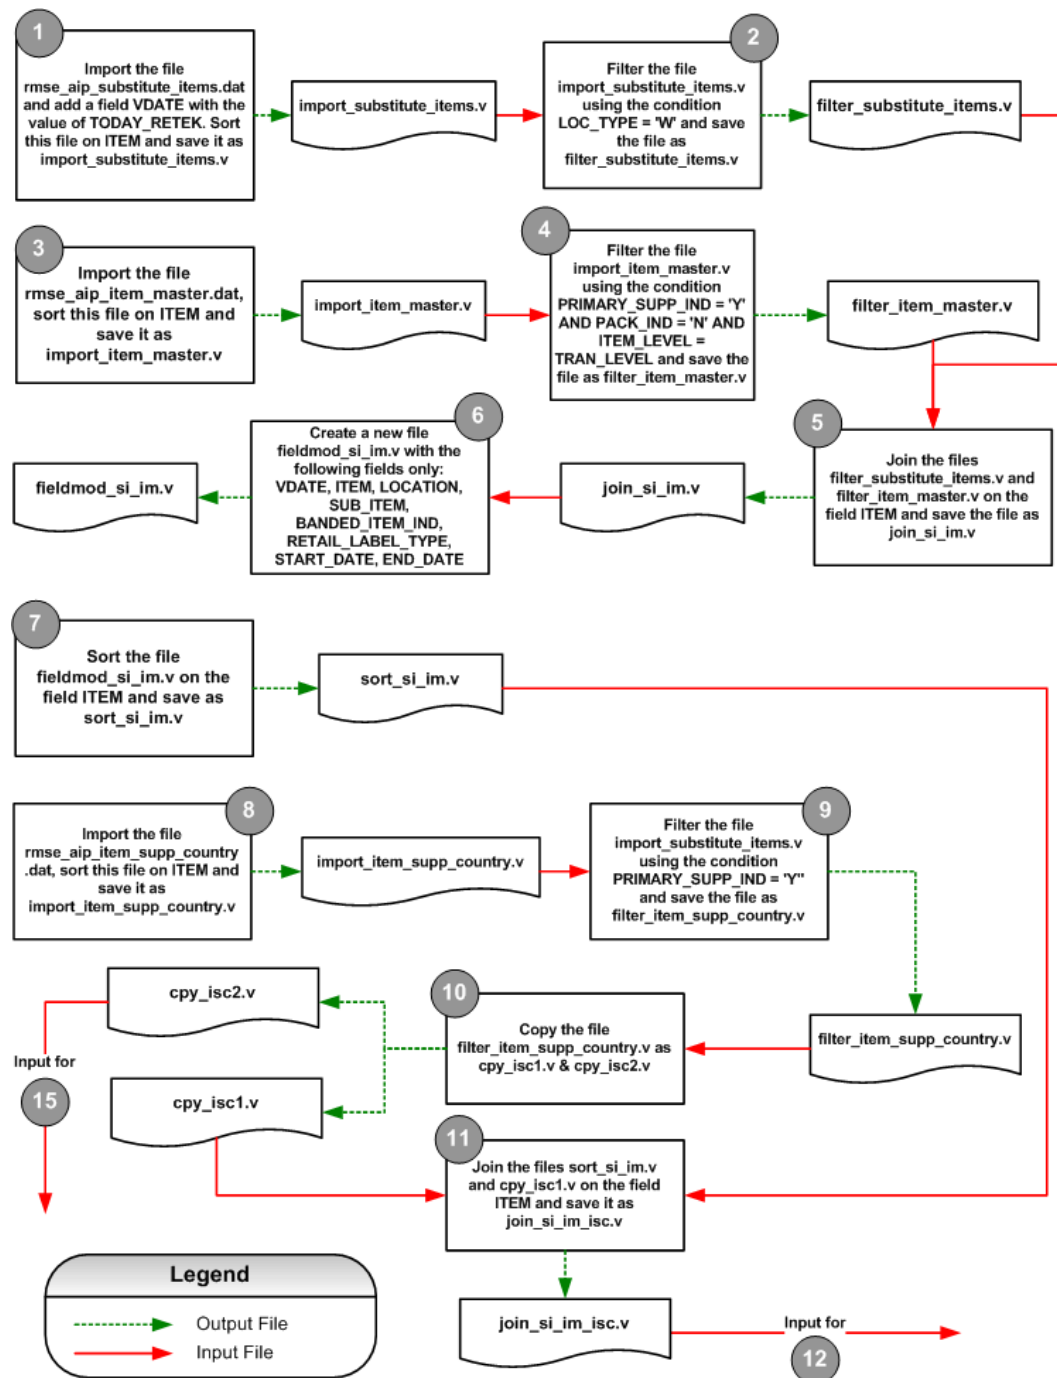 1
Import the file
rmse_aip_substitute_items.dat
and add a field VDATE with the
value of TODAY_RETEK. Sort
this file on ITEM and save it as
import_substitute_items.v
import_substitute_items.v
2
Filter the file
import_substitute_items.v
using the condition
LOC_TYPE = 'W' and save
the file as
filter_substitute_items.v
filter_substitute_items.v
3
Import the file
rmse_aip_item_master.dat,
sort this file on ITEM and
save it as
import_item_master.v
import_item_master.v
4
Filter the file
import_item_master.v
using the condition
PRIMARY_SUPP_IND = 'Y'
AND PACK_IND = 'N' AND
ITEM_LEVEL =
TRAN_LEVEL and save the
file as filter_item_master.v
filter_item_master.v
5
Join the files
filter_substitute_items.v and
filter_item_master.v on the
field ITEM and save the file as
join_si_im.v
join_si_im.v
6
Create a new file
fieldmod_si_im.v with the
following fields only:
VDATE, ITEM, LOCATION,
SUB_ITEM,
BANDED_ITEM_IND,
RETAIL_LABEL_TYPE,
START_DATE, END_DATE
fieldmod_si_im.v
7
Sort the file
fieldmod_si_im.v on the
field ITEM and save as
sort_si_im.v
sort_si_im.v
8
Import the file
rmse_aip_item_supp_country
.dat, sort this file on ITEM and
save it as
import_item_supp_country.v
import_item_supp_country.v
9
Filter the file
import_substitute_items.v
using the condition
PRIMARY_SUPP_IND = 'Y"
and save the file as
filter_item_supp_country.v
filter_item_supp_country.v
10
Copy the file
filter_item_supp_country.v as
cpy_isc1.v & cpy_isc2.v
cpy_isc2.v
Input for
15
cpy_isc1.v
11
Join the files sort_si_im.v
and cpy_isc1.v on the field
ITEM and save it as
join_si_im_isc.v
join_si_im_isc.v
Input for
12
Legend
Output File
Input File